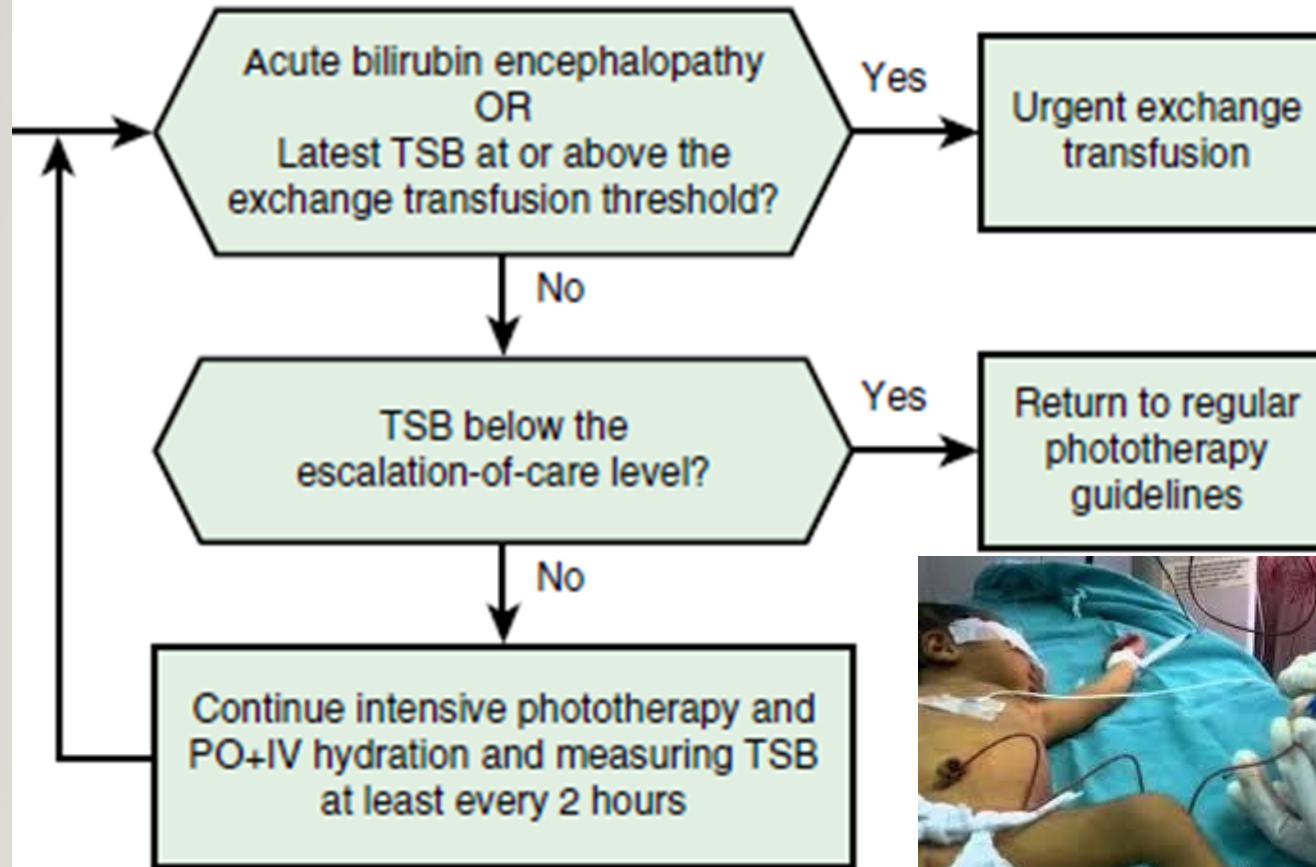 Acute bilirubin encephalopathy
OR
Latest TSB at or above the
exchange transfusion threshold?
Yes
Urgent exchange
transfusion
No
TSB below the
escalation-of-care level?
Yes
Return to regular
phototherapy
guidelines
No
Continue intensive phototherapy and
PO+IV hydration and measuring TSB
at least every 2 hours